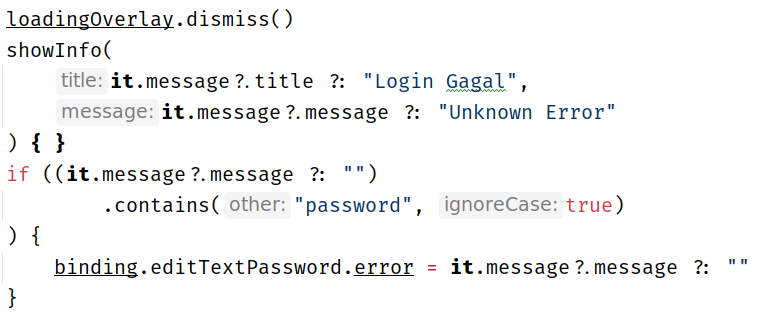 loadingOverlay.dismiss()
showInfo(
title: it.message?.title ?: "Login Gagal",
message: it.message?.message ?: "Unknown Error"
) { }
if ((it.message?.message ?: "")
.contains( other: "password", ignoreCase: true)
) {
binding.editTextPassword.error = it.message?.message ?: ""
}